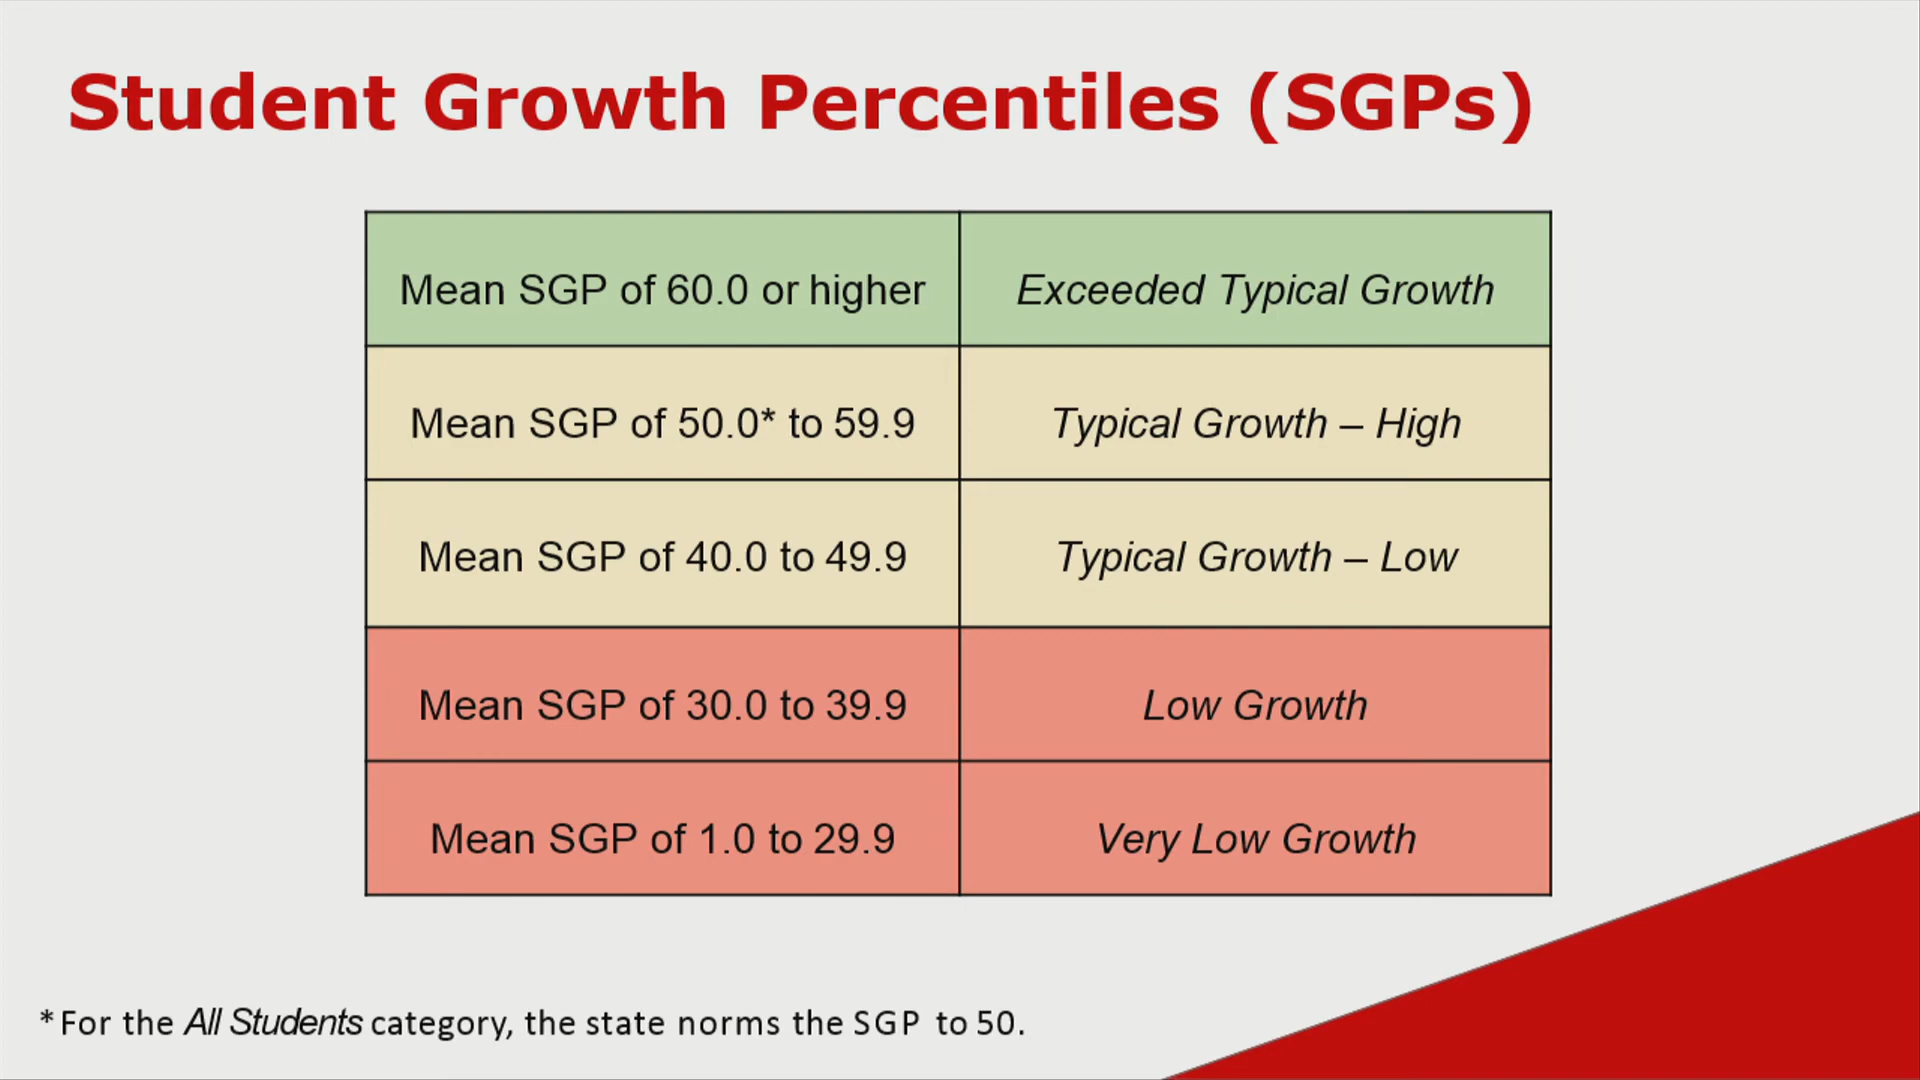 Student Growth Percentiles (SGPs)
Mean SGP of 60.0 or higher
Exceeded Typical Growth
Mean SGP of 50.0* to 59.9
Typical Growth – High
Mean SGP of 40.0 to 49.9
Typical Growth – Low
Mean SGP of 30.0 to 39.9
Low Growth
Mean SGP of 1.0 to 29.9
Very Low Growth
*For the All Students category, the state norms the SGP to 50.